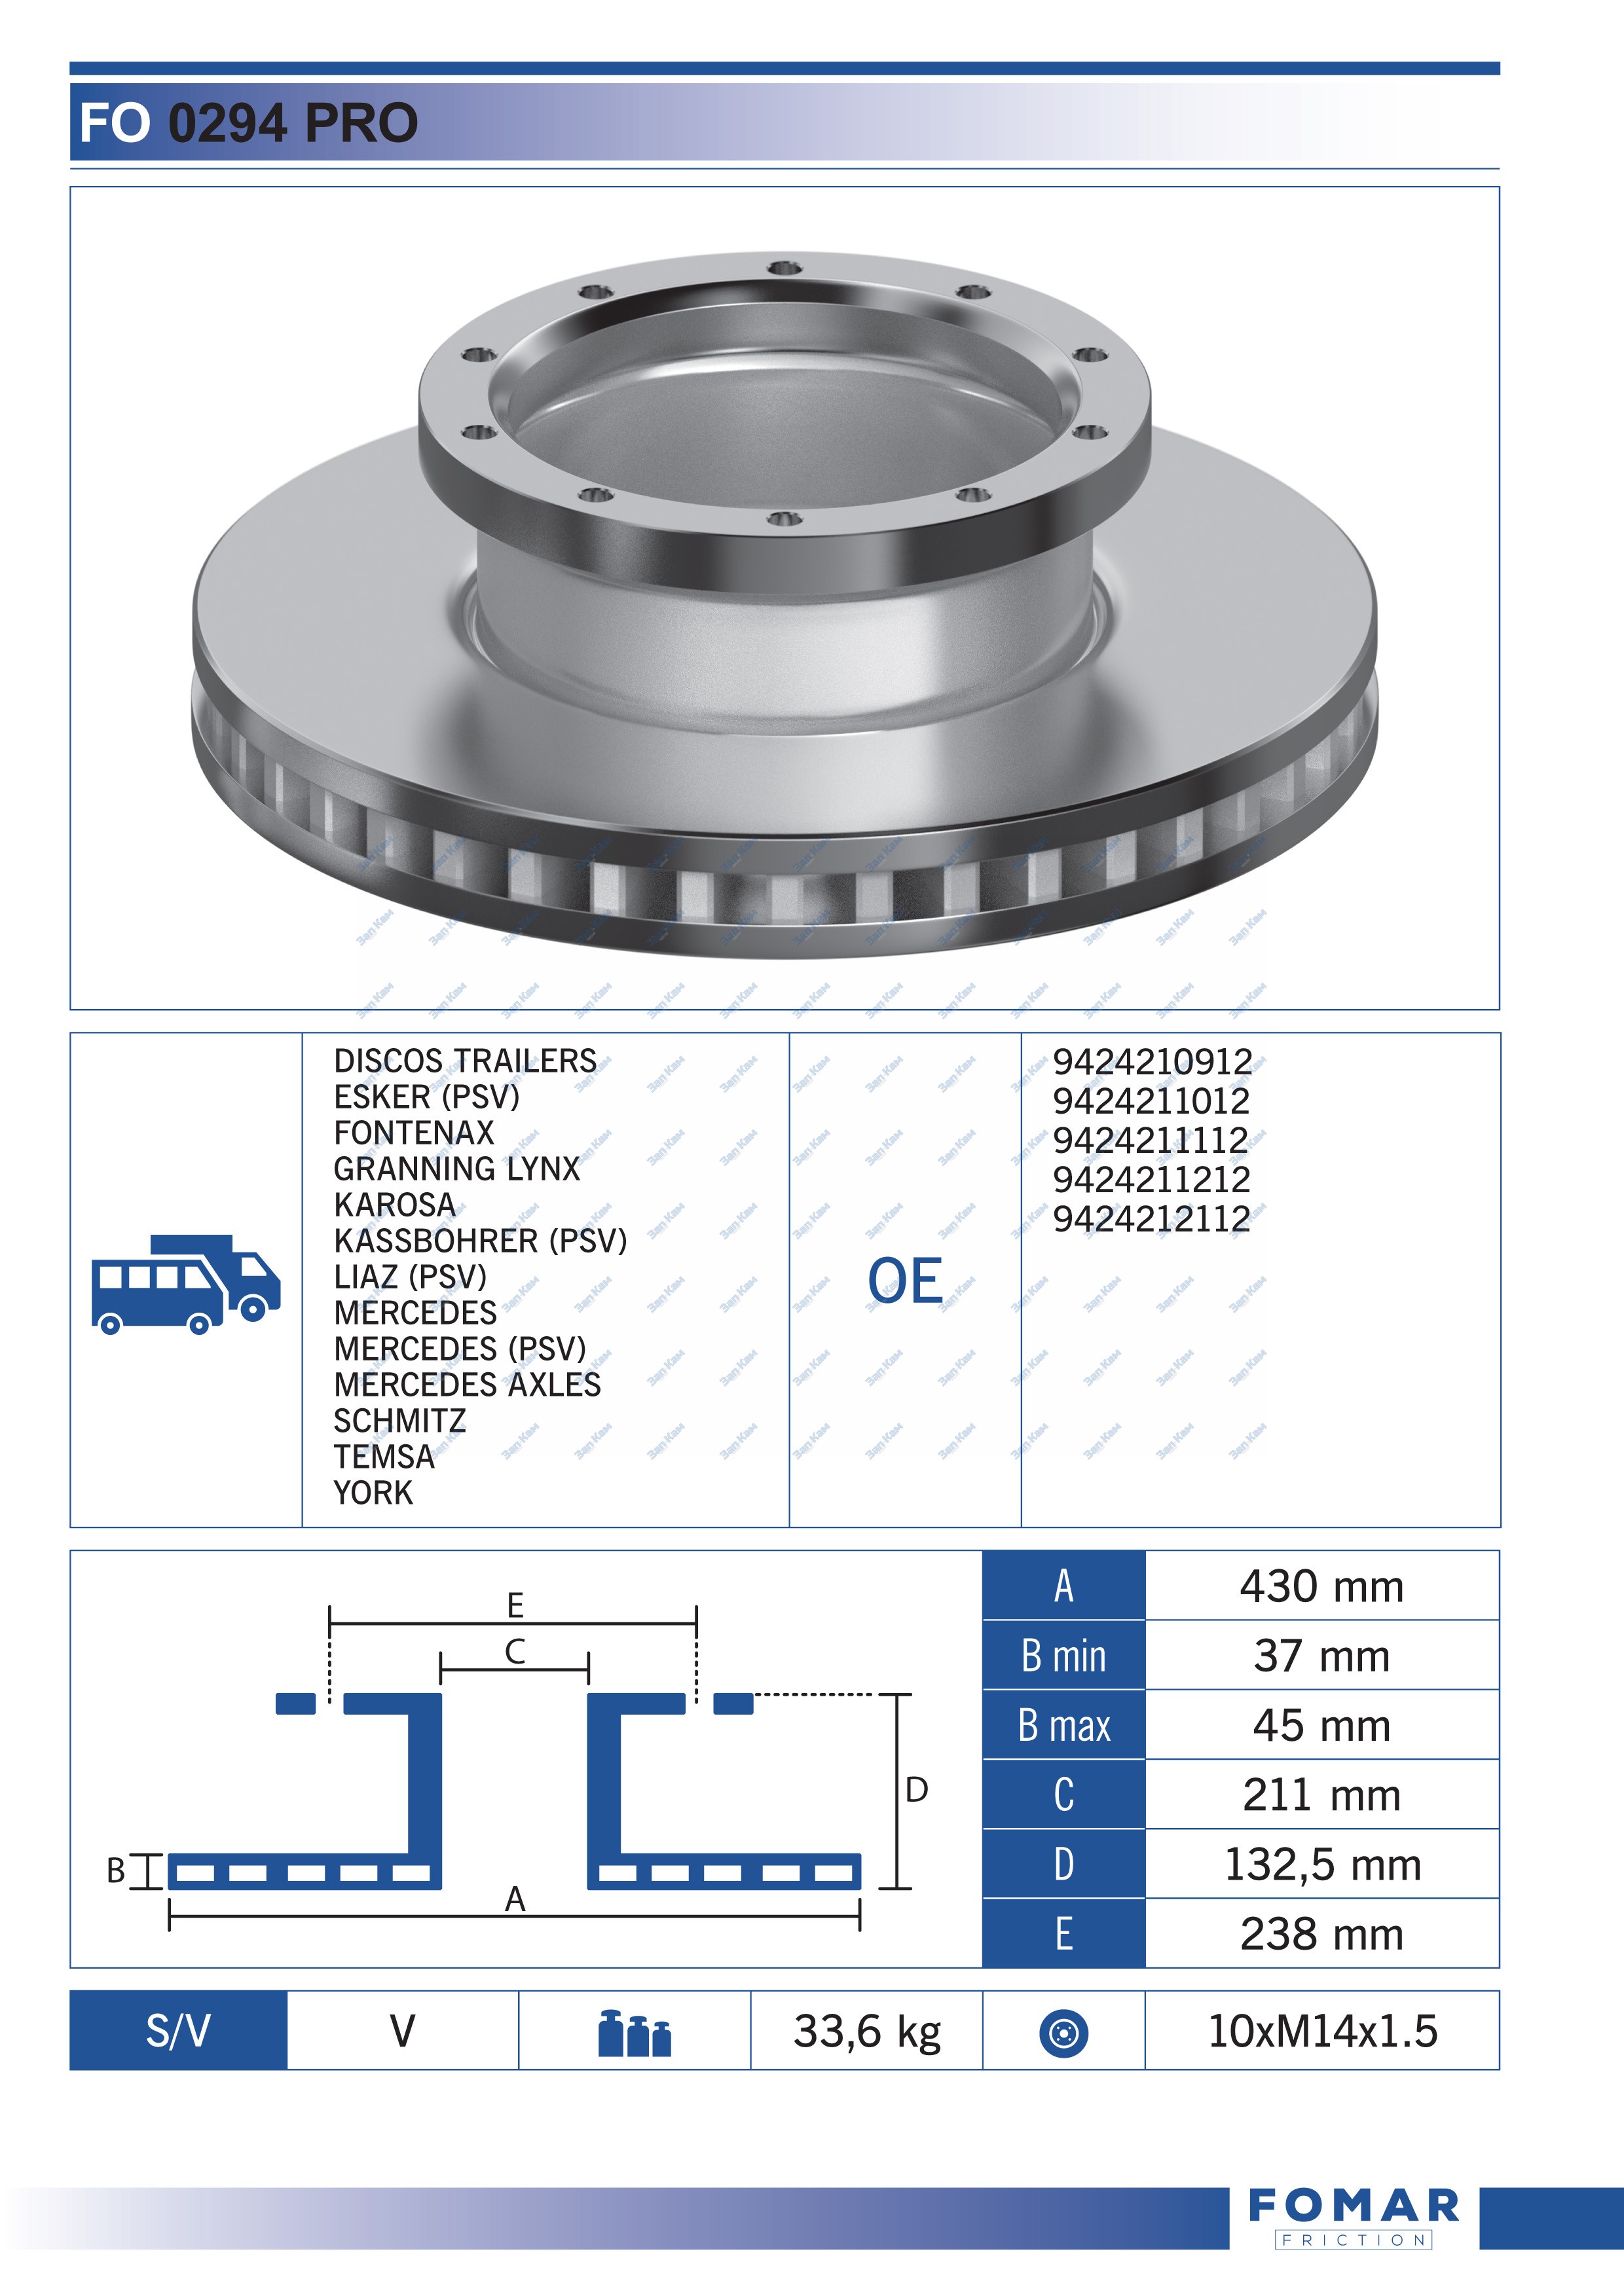 FO 0294 PRO
DISCOS TRAILERS
ESKER (PSV)
FONTENAX
GRANNING LYNX
KAROSA
KASSBOHRER (PSV)
LIAZ (PSV)
MERCEDES
MERCEDES (PSV)
MERCEDES AXLES
SCHMITZ
TEMSA
YORK
OE
9424210912
9424211012
9424211112
9424211212
9424212112
E
C
D
B
A
A 430 mm
B min 37 mm
B max 45 mm
C 211 mm
D 132,5 mm
E 238 mm
S/V V 33,6 kg 10xM14x1.5
FOMAR
FRICTION
Зап Кам